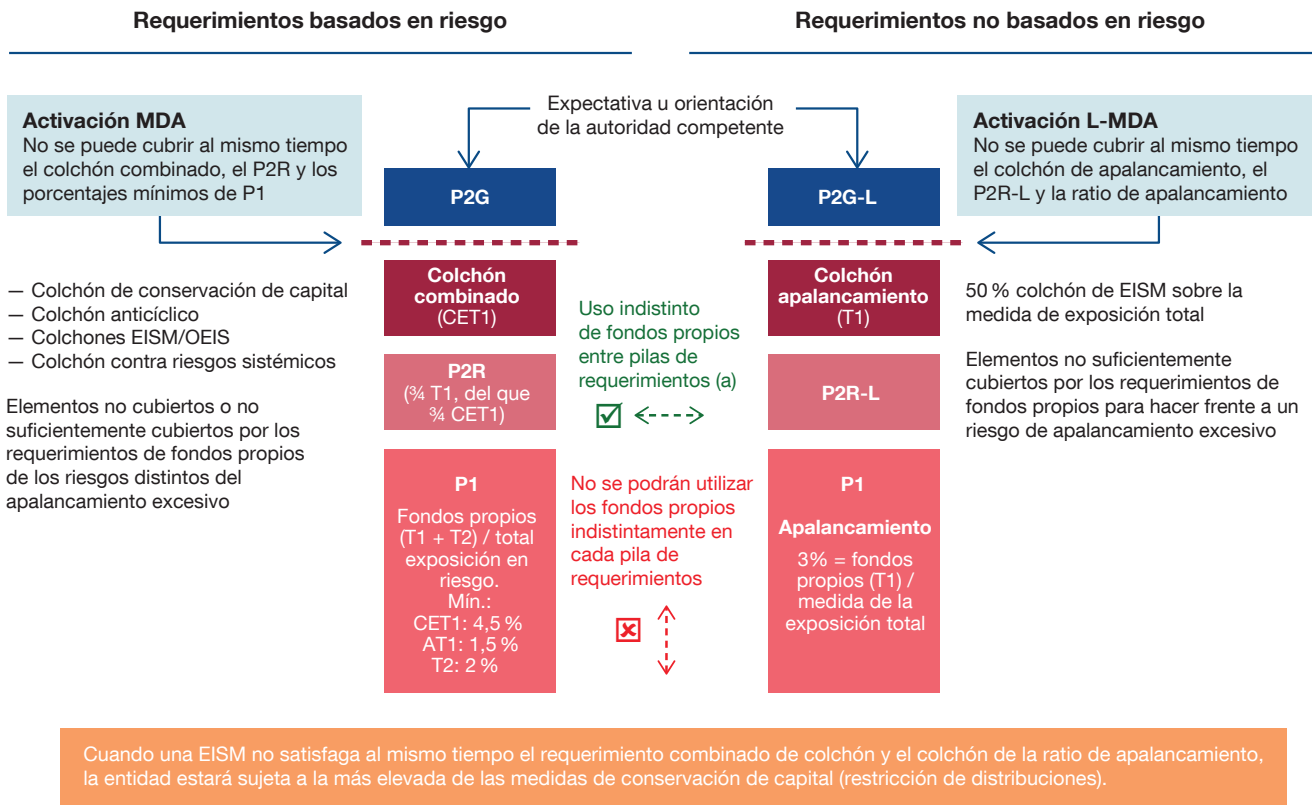 Requerimientos basados en riesgo
Requerimientos no basados en riesgo
Activación MDA
No se puede cubrir al mismo tiempo
el colchón combinado, el P2R y los
porcentajes mínimos de P1
Expectativa u orientación
de la autoridad competente
Activación L-MDA
No se puede cubrir al mismo tiempo
el colchón de apalancamiento, el
P2R-L y la ratio de apalancamiento
P2G
P2G-L
— Colchón de conservación de capital
— Colchón anticíclico
— Colchones EISM/OEIS
— Colchón contra riesgos sistémicos
Elementos no cubiertos o no
suficientemente cubiertos por los
requerimientos de fondos propios
de los riesgos distintos del
apalancamiento excesivo
Colchón
combinado
(CET1)
P2R
(¾ T1, del que
¾ CET1)
P1
Fondos propios
(T1 + T2) / total
exposición en
riesgo.
Mín.:
CET1: 4,5 %
AT1: 1,5 %
T2: 2 %
Uso indistinto
de fondos propios
entre pilas de
requerimientos (a)
No se podrán utilizar
los fondos propios
indistintamente en
cada pila de
requerimientos
Colchón
apalancamiento
(T1)
P2R-L
P1
Apalancamiento
3% = fondos
propios (T1) /
medida de la
exposición total
50 % colchón de EISM sobre la
medida de exposición total
Elementos no suficientemente
cubiertos por los requerimientos de
fondos propios para hacer frente a un
riesgo de apalancamiento excesivo
Cuando una EISM no satisfaga al mismo tiempo el requerimiento combinado de colchón y el colchón de la ratio de apalancamiento,
la entidad estará sujeta a la más elevada de las medidas de conservación de capital (restricción de distribuciones).